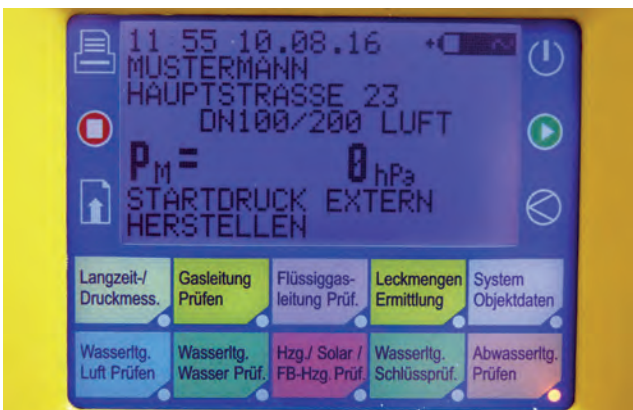 11 55 10.08.16
MUSTERMANN
HAUPTSTRASSE 23
DN100/200 LUFT
PM= 0 hPa
STARTDRUCK EXTERN
HERSTELLEN
Langzeit-/
Druckmess.
Gasleitung
Prüfen
Flüssiggas-
leitung Prüf.
Leckmengen
Ermittlung
System
Objektdaten
Wasserltg.
Luft Prüfen
Wasserltg.
Wasser Prüf.
Hzg./ Solar /
FB-Hzg. Prüf.
Wasserltg.
Schlüssprüf.
Abwasserltg.
Prüfen